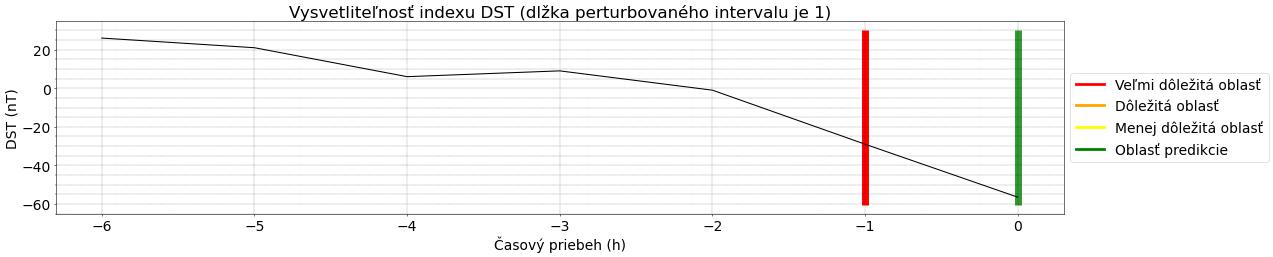 Vysvetliteľnosť indexu DST (dĺžka perturbovaného intervalu je 1)
DST (nT)
20
0
−20
−40
−60
−6 −5 −4 −3 −2 −1 0
Časový priebeh (h)
Veľmi dôležitá oblasť
Dôležitá oblasť
Menej dôležitá oblasť
Oblasť predikcie